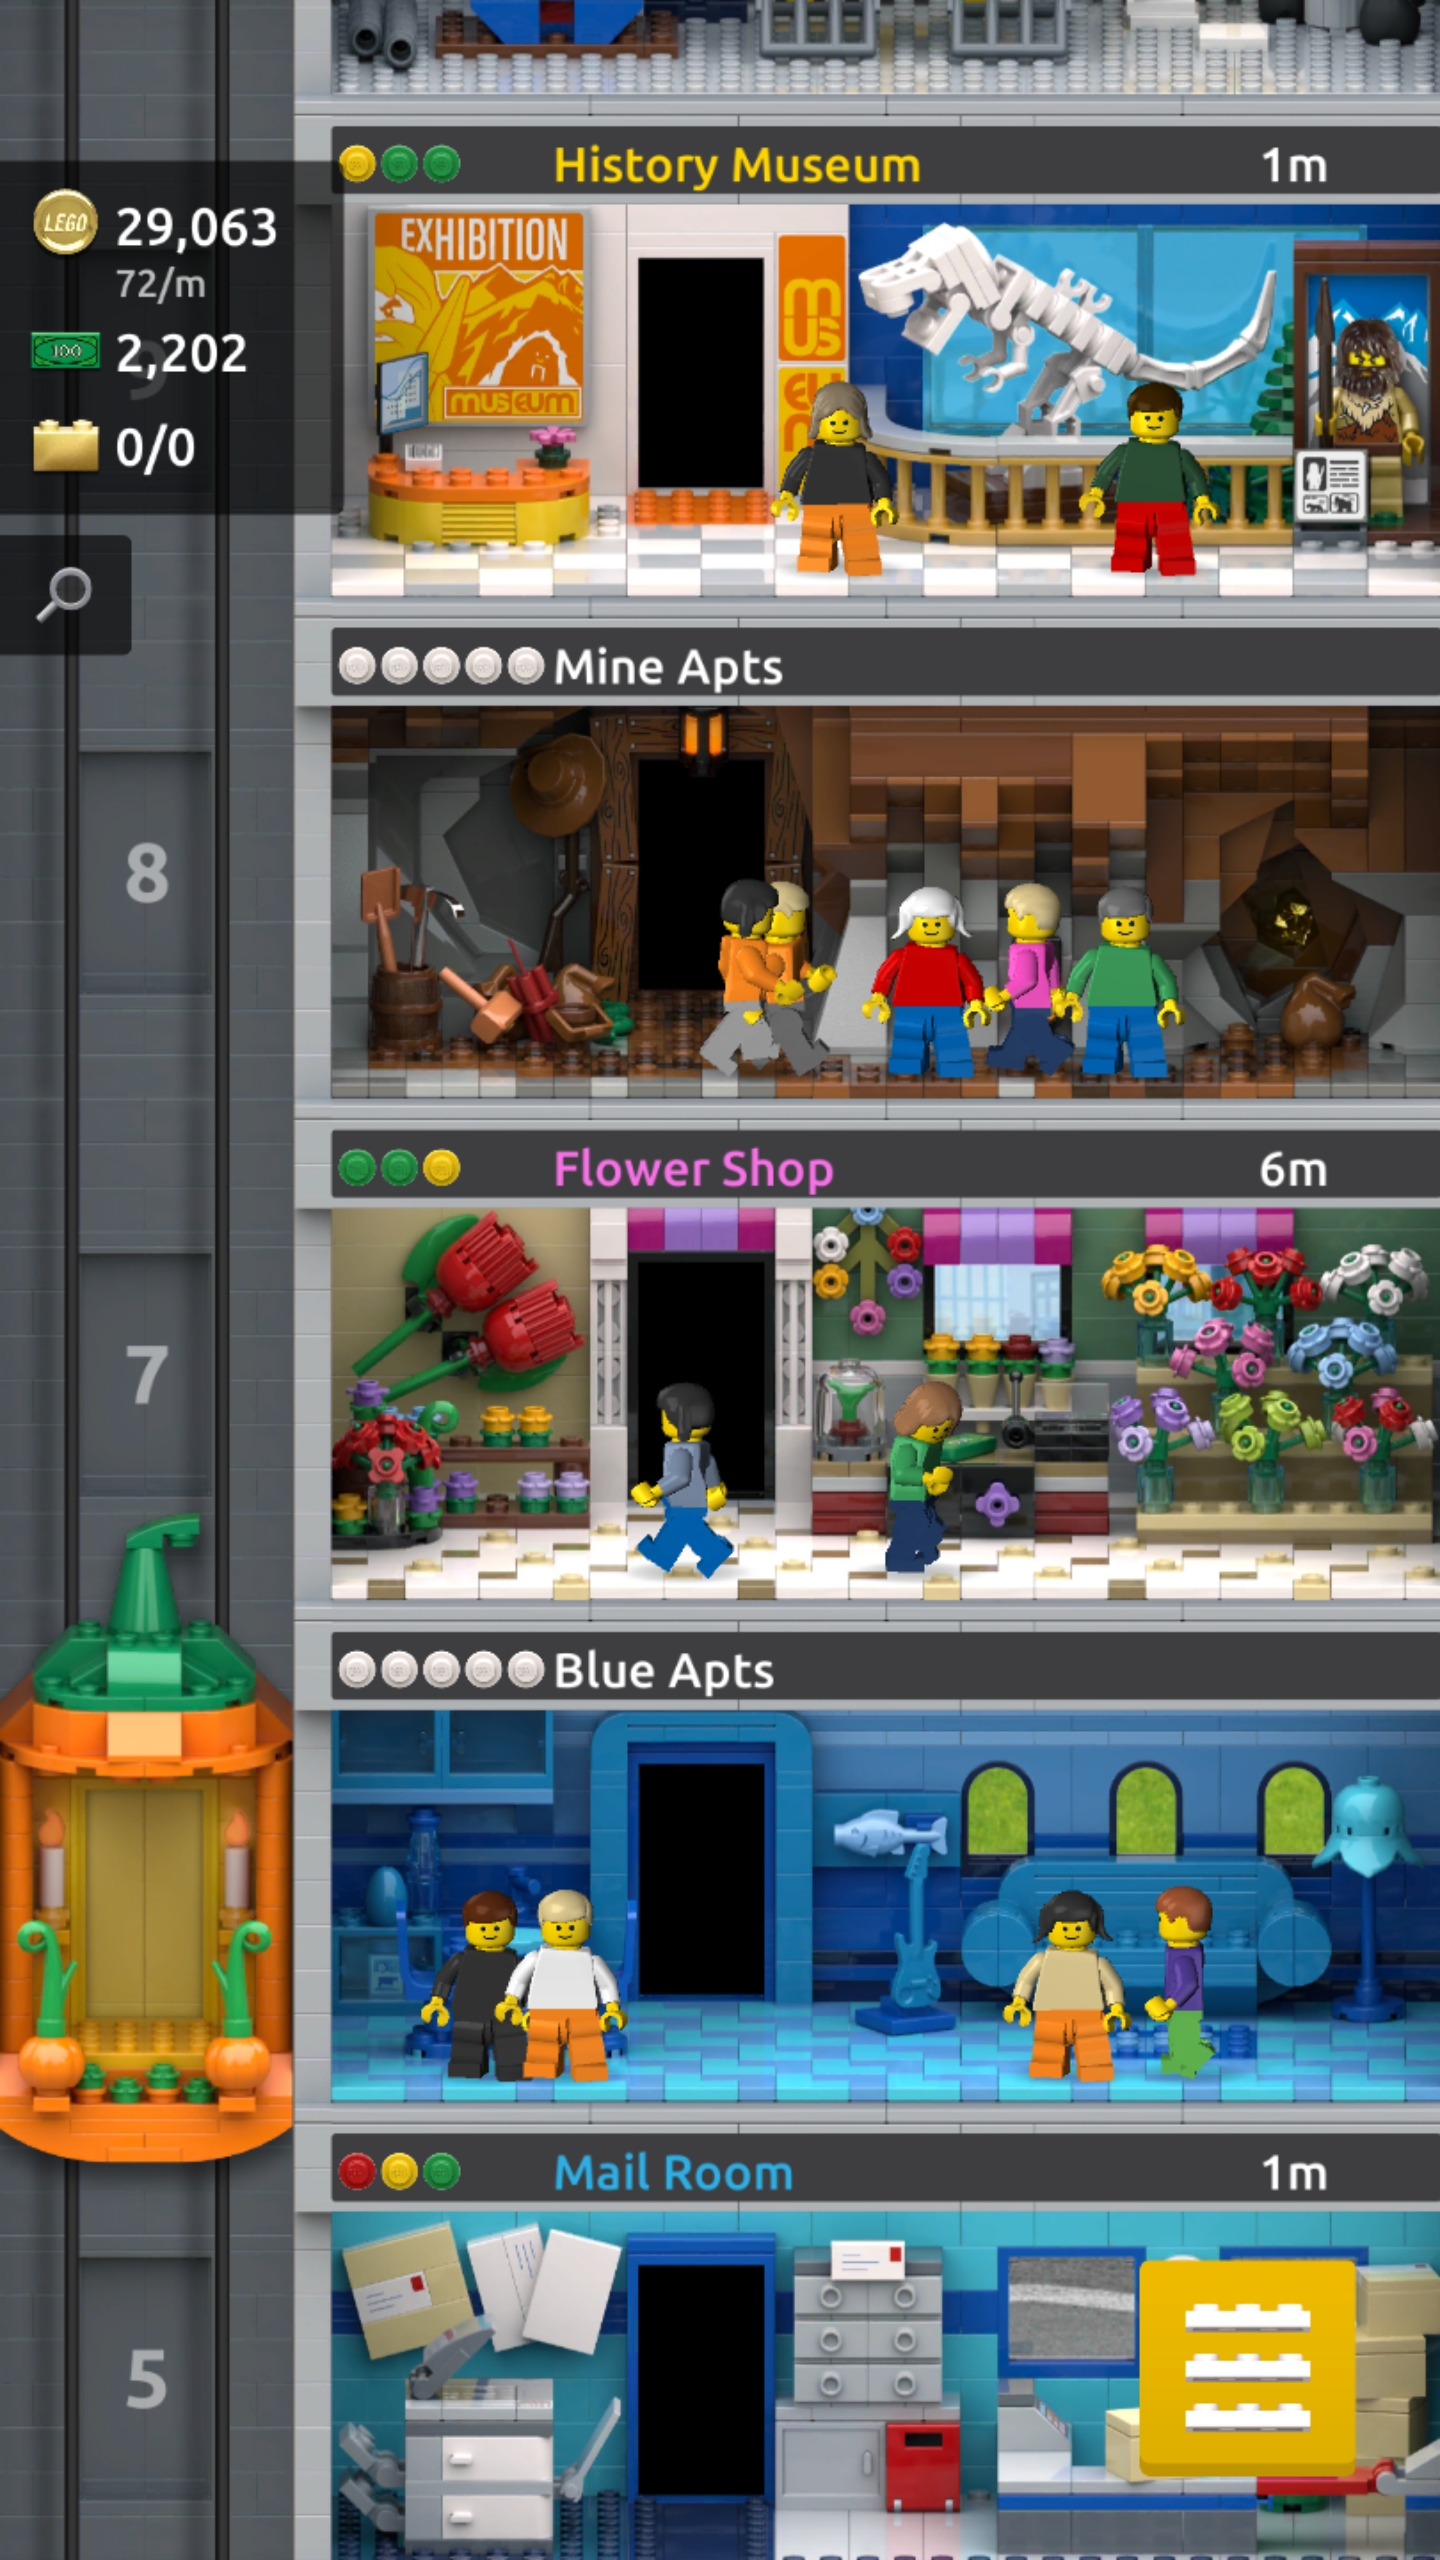 History Museum 1m
LEGO 29,063
72/m
100 2,202
9
0/0
EXHIBITION
MUSEUM
MUS
EU
Mine Apts
8
Flower Shop 6m
7
Blue Apts
Mail Room 1m
5